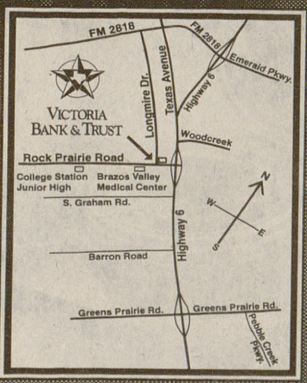 FM 2818
FM 2818
Emerald Pkwy.
Longmire Dr.
Texas Avenue
Highway 6
VICTORIA
BANK & TRUST
Woodcreek
Rock Prairie Road
College Station
Junior High
Brazos Valley
Medical Center
S. Graham Rd.
N
W
E
S
Highway 6
Barron Road
Greens Prairie Rd.
Greens Prairie Rd.
Pebble Creek
Pkwy.